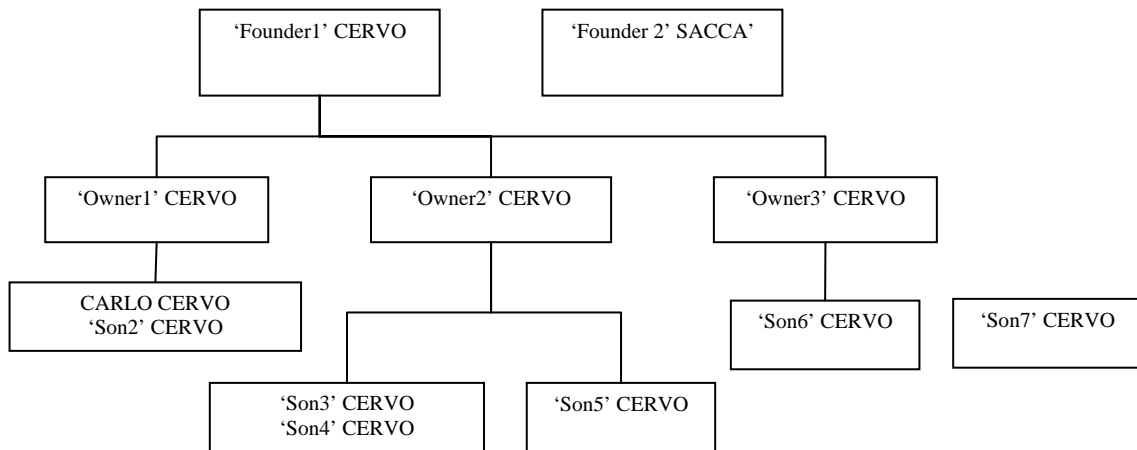 ‘Founder1’ CERVO
‘Founder 2’ SACCA’
‘Owner1’ CERVO
‘Owner2’ CERVO
‘Owner3’ CERVO
CARLO CERVO
‘Son2’ CERVO
‘Son6’ CERVO
‘Son7’ CERVO
‘Son3’ CERVO
‘Son4’ CERVO
‘Son5’ CERVO